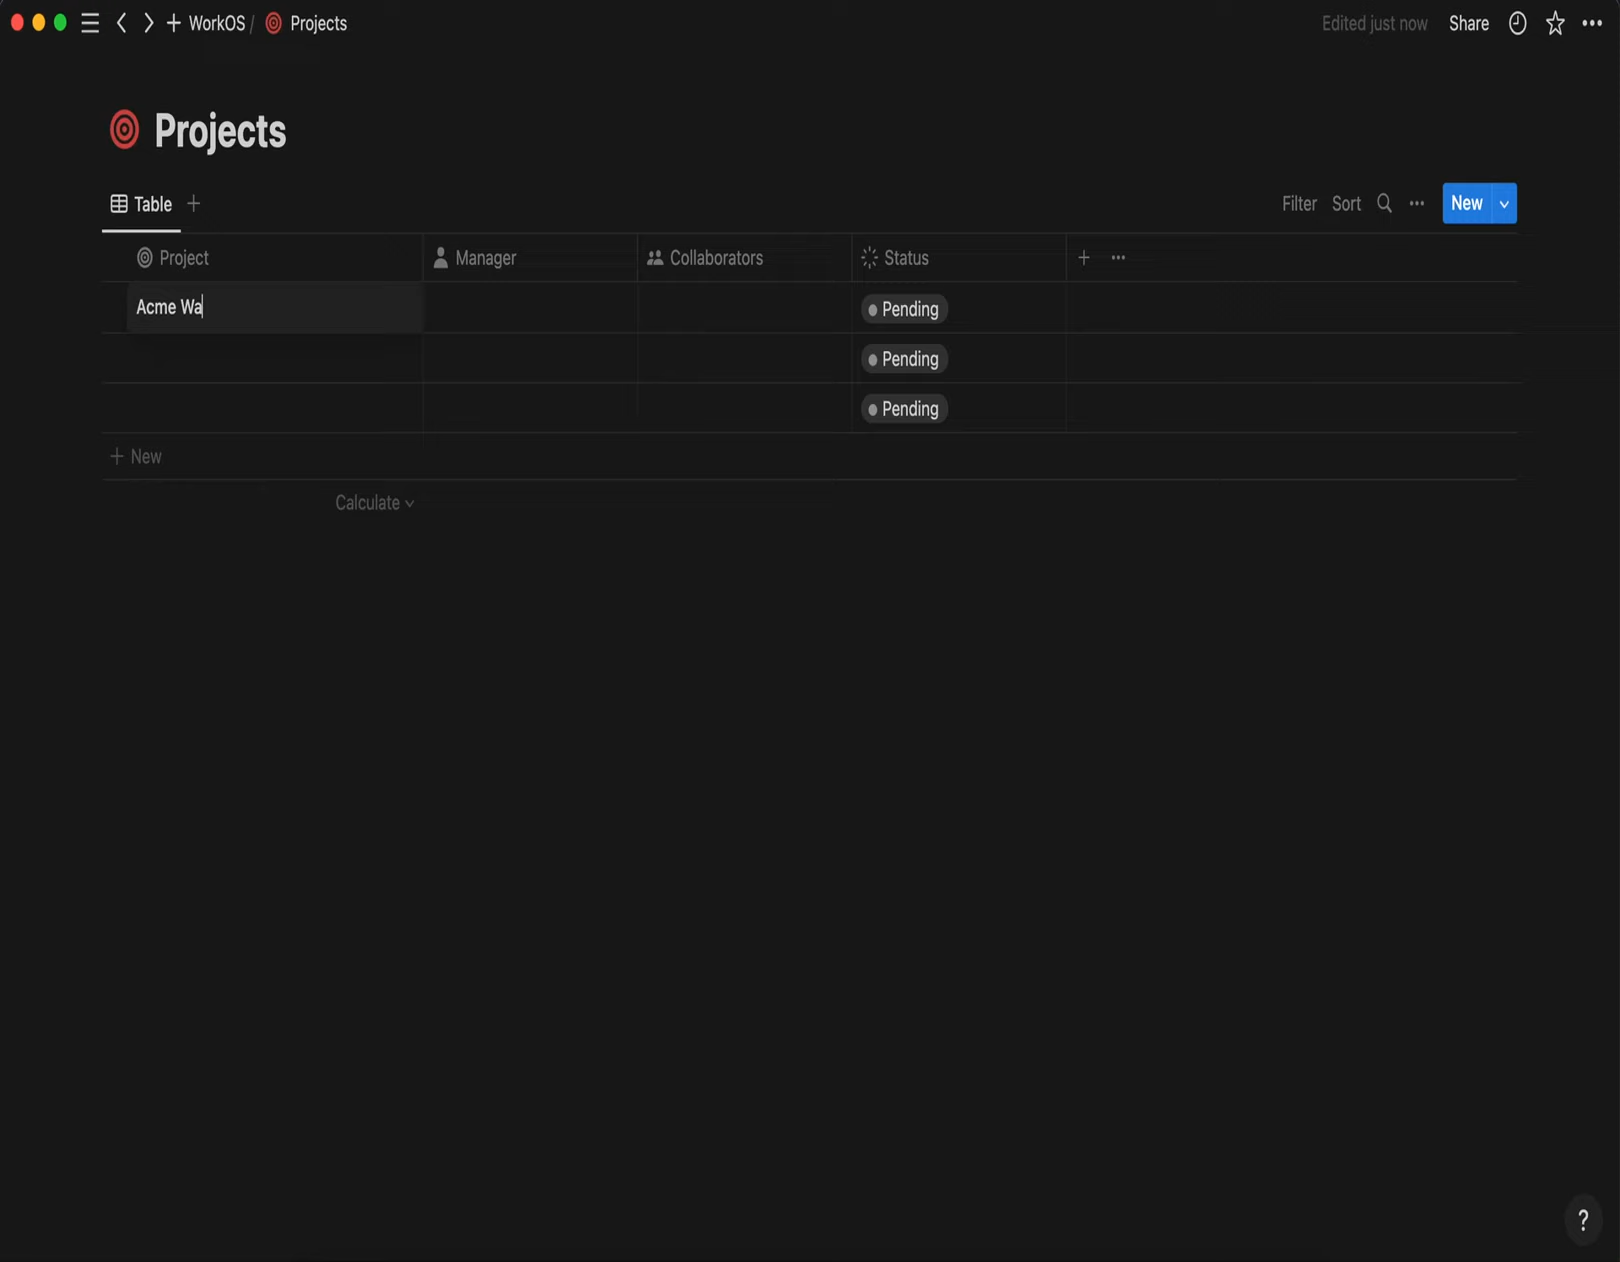 WorkOS / Projects
Edited just now Share
Projects
Table
Filter Sort New
Project Manager Collaborators Status
Acme Wa Pending
Pending
Pending
New
Calculate
?